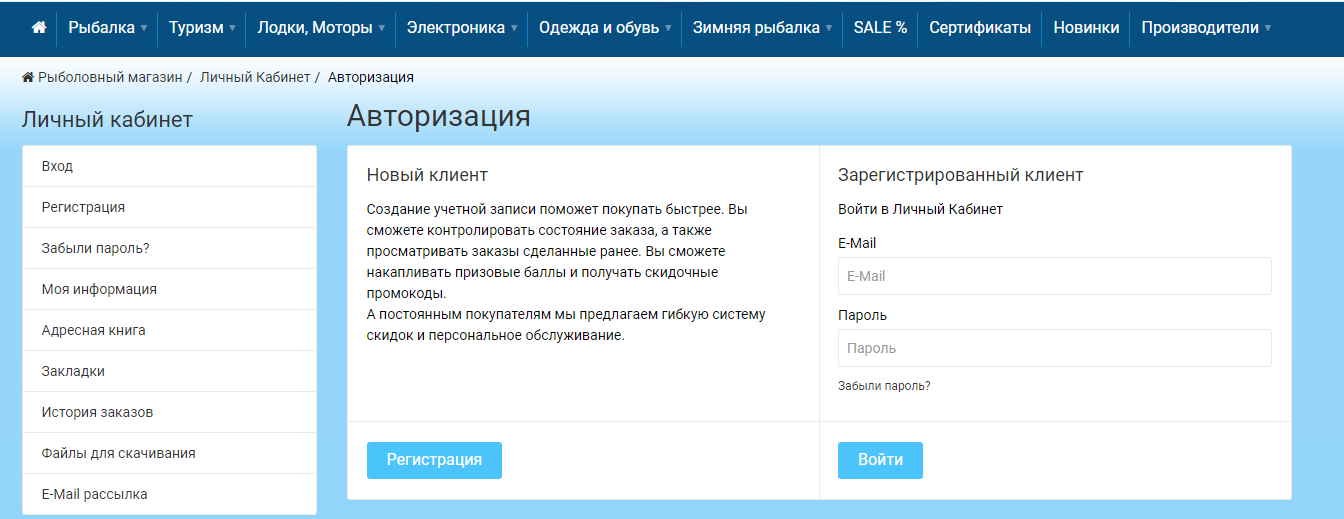 Рыбалка Туризм Лодки, Моторы Электроника Одежда и обувь Зимняя рыбалка SALE % Сертификаты Новинки Производители
Рыболовный магазин / Личный Кабинет / Авторизация
Личный кабинет
Вход
Регистрация
Забыли пароль?
Моя информация
Адресная книга
Закладки
История заказов
Файлы для скачивания
E-Mail рассылка
Авторизация
Новый клиент
Создание учетной записи поможет покупать быстрее. Вы
сможете контролировать состояние заказа, а также
просматривать заказы сделанные ранее. Вы сможете
накапливать призовые баллы и получать скидочные
промокоды.
А постоянным покупателям мы предлагаем гибкую систему
скидок и персональное обслуживание.
Регистрация
Зарегистрированный клиент
Войти в Личный Кабинет
E-Mail
E-Mail
Пароль
Пароль
Забыли пароль?
Войти